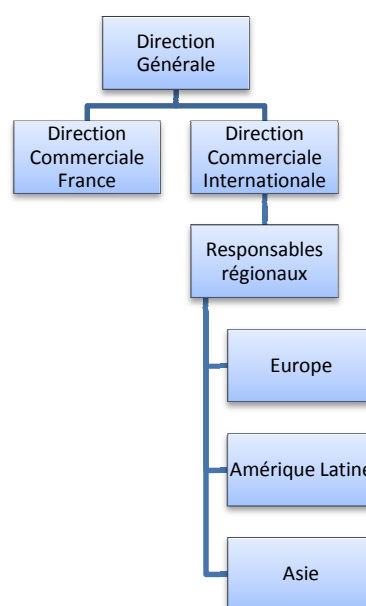 Direction
Générale
Direction
Commerciale
France
Direction
Commerciale
Internationale
Responsables
régionaux
Europe
Amérique Latine
Asie